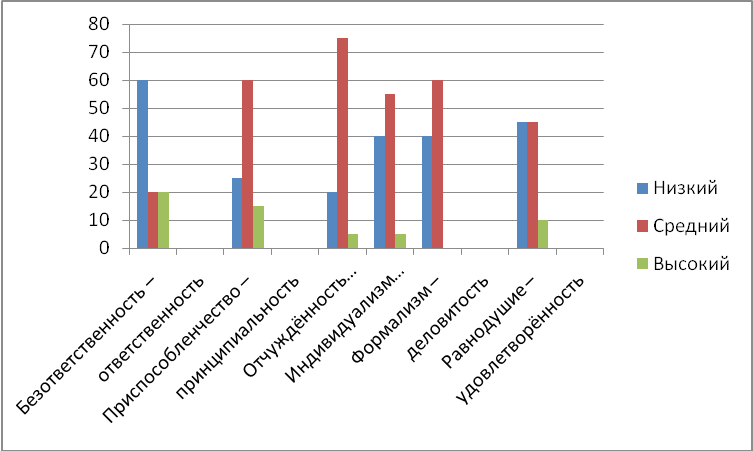 80
70
60
50
40
30
20
10
0
Безответственность –
ответственность
Приспособленчество –
принципиальность
Отчуждённость...
Индивидуализм...
Формализм –
деловитость
Равнодушие –
удовлетворённость
Низкий
Средний
Высокий